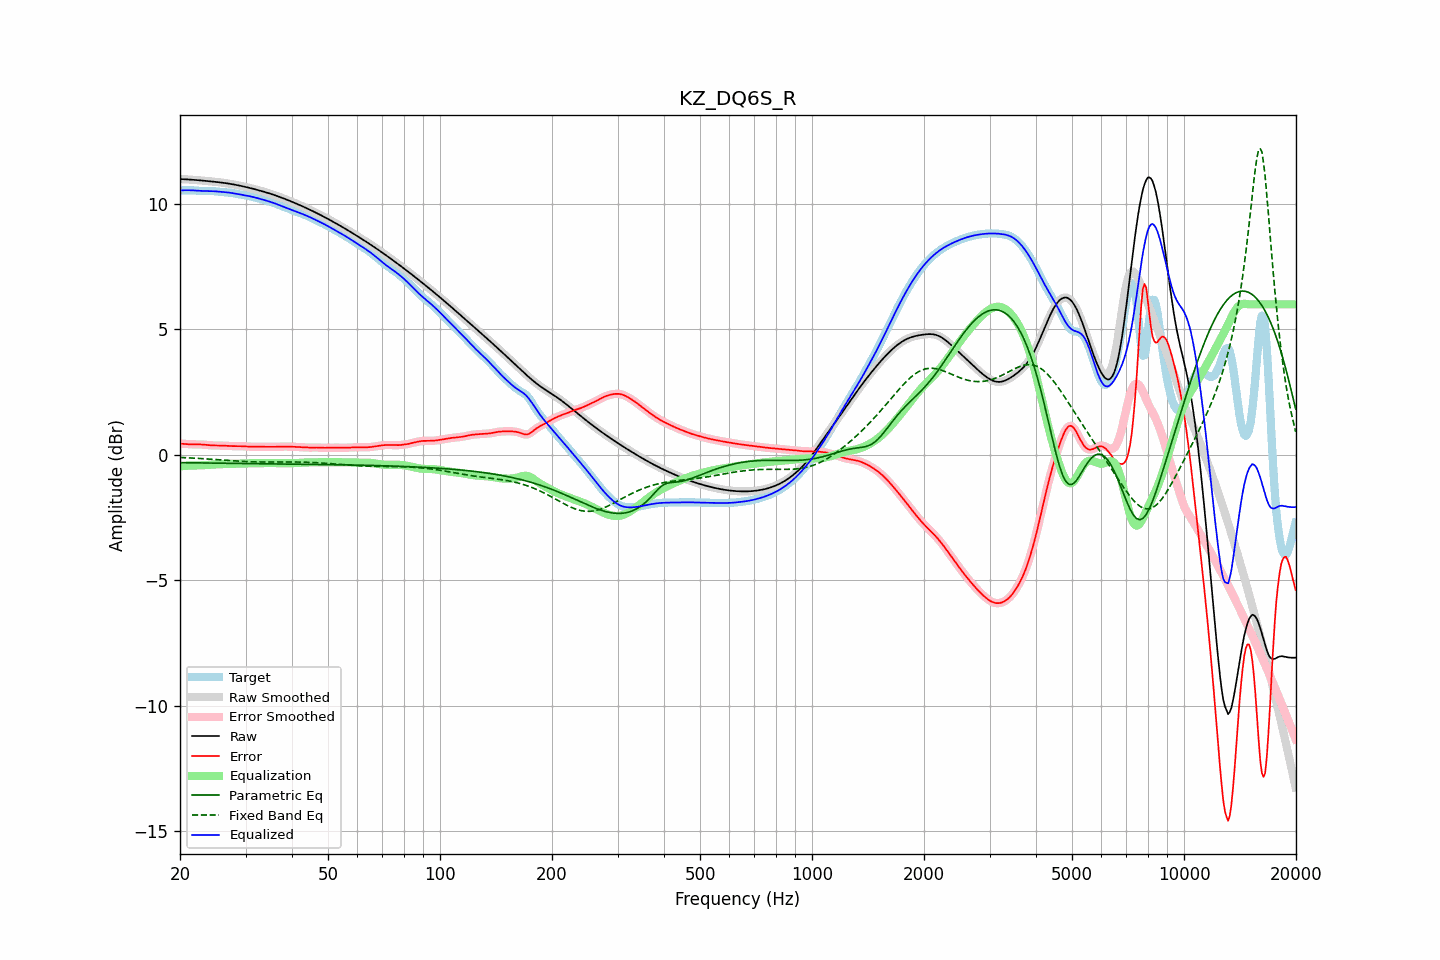 KZ_DQ6S_R
Amplitude (dBr)
10
5
0
−5
−10
−15
Target
Raw Smoothed
Error Smoothed
Raw
Error
Equalization
Parametric Eq
Fixed Band Eq
Equalized
20 50 100 200 500 1000 2000 5000 10000 20000
Frequency (Hz)